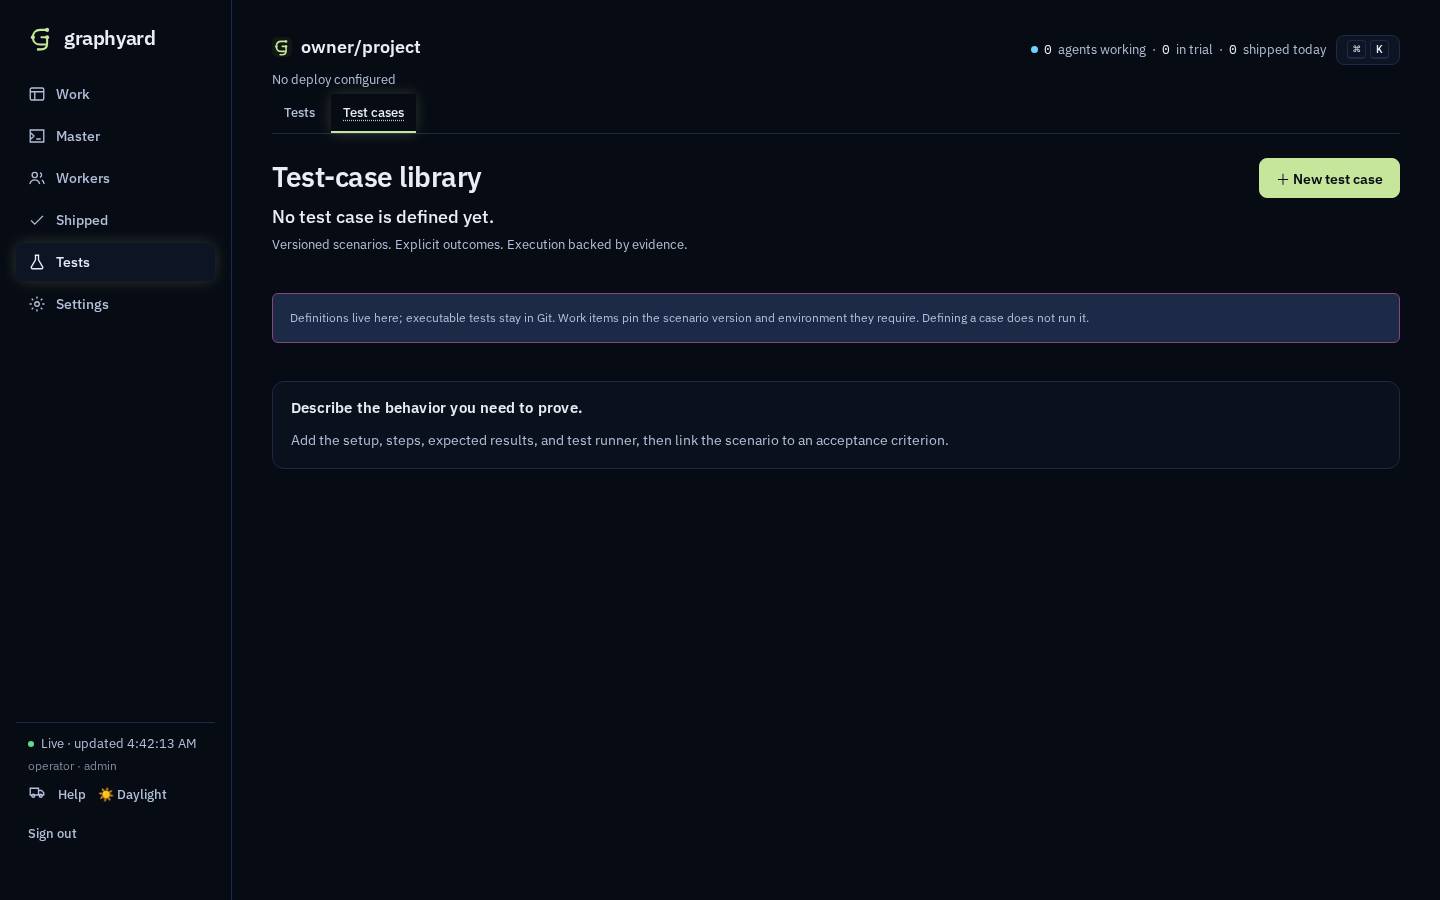 graphyard
Work
Master
Workers
Shipped
Tests
Settings
Live · updated 4:42:13 AM
operator · admin
Help ☀️ Daylight
Sign out
owner/project
0 agents working · 0 in trial · 0 shipped today ⌘ K
No deploy configured
Tests Test cases
Test-case library
+ New test case
No test case is defined yet.
Versioned scenarios. Explicit outcomes. Execution backed by evidence.
Definitions live here; executable tests stay in Git. Work items pin the scenario version and environment they require. Defining a case does not run it.
Describe the behavior you need to prove.
Add the setup, steps, expected results, and test runner, then link the scenario to an acceptance criterion.